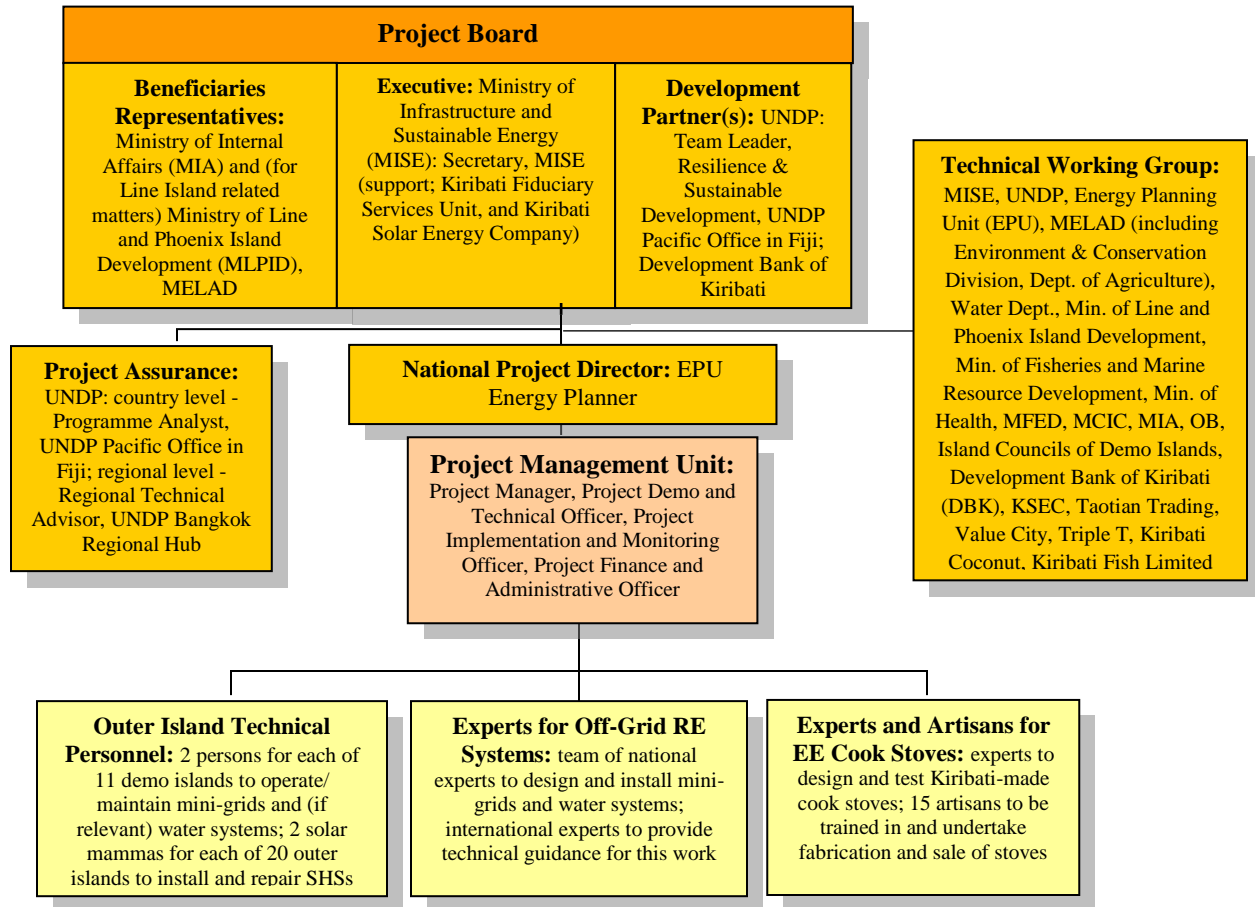 Project Board
Beneficiaries
Representatives:
Ministry of Internal
Affairs (MIA) and (for
Line Island related
matters) Ministry of Line
and Phoenix Island
Development (MLPID),
MELAD
Executive: Ministry of
Infrastructure and
Sustainable Energy
(MISE): Secretary, MISE
(support; Kiribati Fiduciary
Services Unit, and Kiribati
Solar Energy Company)
Development
Partner(s): UNDP:
Team Leader,
Resilience &
Sustainable
Development, UNDP
Pacific Office in Fiji;
Development Bank of
Kiribati
Technical Working Group:
MISE, UNDP, Energy Planning
Unit (EPU), MELAD (including
Environment & Conservation
Division, Dept. of Agriculture),
Water Dept., Min. of Line and
Phoenix Island Development,
Min. of Fisheries and Marine
Resource Development, Min. of
Health, MFED, MCIC, MIA, OB,
Island Councils of Demo Islands,
Development Bank of Kiribati
(DBK), KSEC, Taotian Trading,
Value City, Triple T, Kiribati
Coconut, Kiribati Fish Limited
Project Assurance:
UNDP: country level -
Programme Analyst,
UNDP Pacific Office in
Fiji; regional level -
Regional Technical
Advisor, UNDP Bangkok
Regional Hub
National Project Director: EPU
Energy Planner
Project Management Unit:
Project Manager, Project Demo and
Technical Officer, Project
Implementation and Monitoring
Officer, Project Finance and
Administrative Officer
Outer Island Technical
Personnel: 2 persons for each of
11 demo islands to operate/
maintain mini-grids and (if
relevant) water systems; 2 solar
mammas for each of 20 outer
islands to install and repair SHSs
Experts for Off-Grid RE
Systems: team of national
experts to design and install mini-
grids and water systems;
international experts to provide
technical guidance for this work
Experts and Artisans for
EE Cook Stoves: experts to
design and test Kiribati-made
cook stoves; 15 artisans to be
trained in and undertake
fabrication and sale of stoves